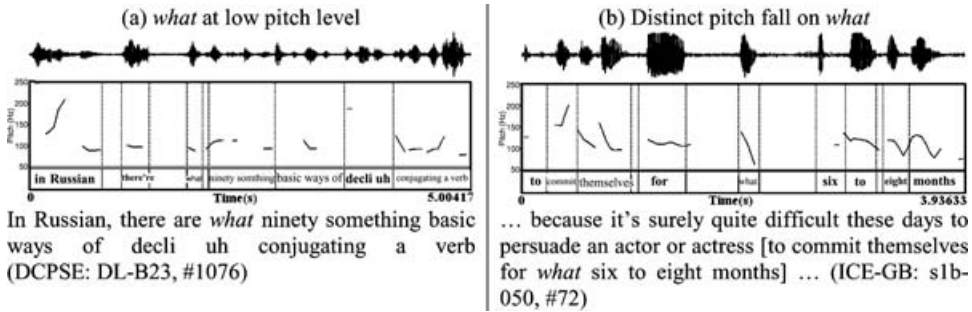 (a) what at low pitch level
250
200
150
100
50
Pitch (Hz)
in Russian there're what ninety somthing basic ways of decli uh conjugating a verb
0 Time(s) 5.00417
In Russian, there are what ninety something basic
ways of decli uh conjugating a verb
(DCPSE: DL-B23, #1076)
(b) Distinct pitch fall on what
250
200
150
100
50
Pitch (Hz)
to commit themselves for what six to eight months
0 Time(s) 3.93633
… because it's surely quite difficult these days to
persuade an actor or actress [to commit themselves
for what six to eight months] … (ICE-GB: s1b-
050, #72)